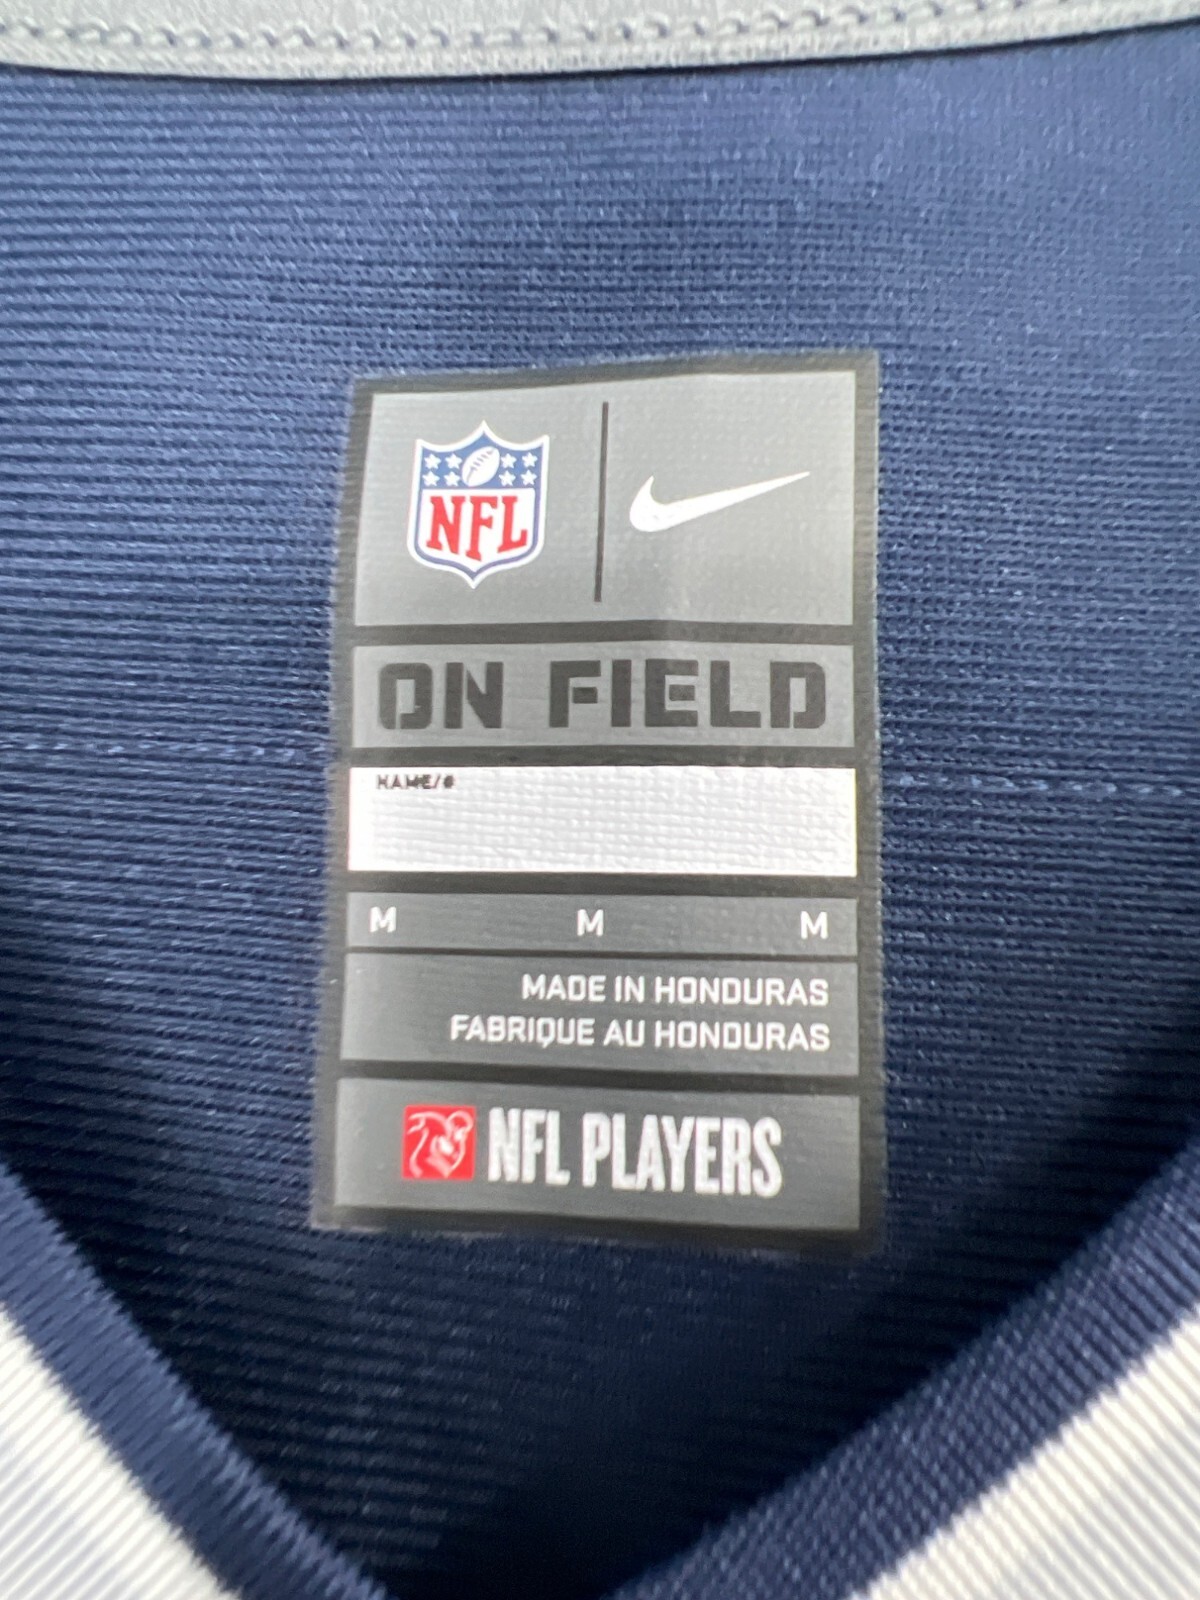 NFL
ON FIELD
NAME/#
M M M
MADE IN HONDURAS
FABRIQUE AU HONDURAS
NFL PLAYERS